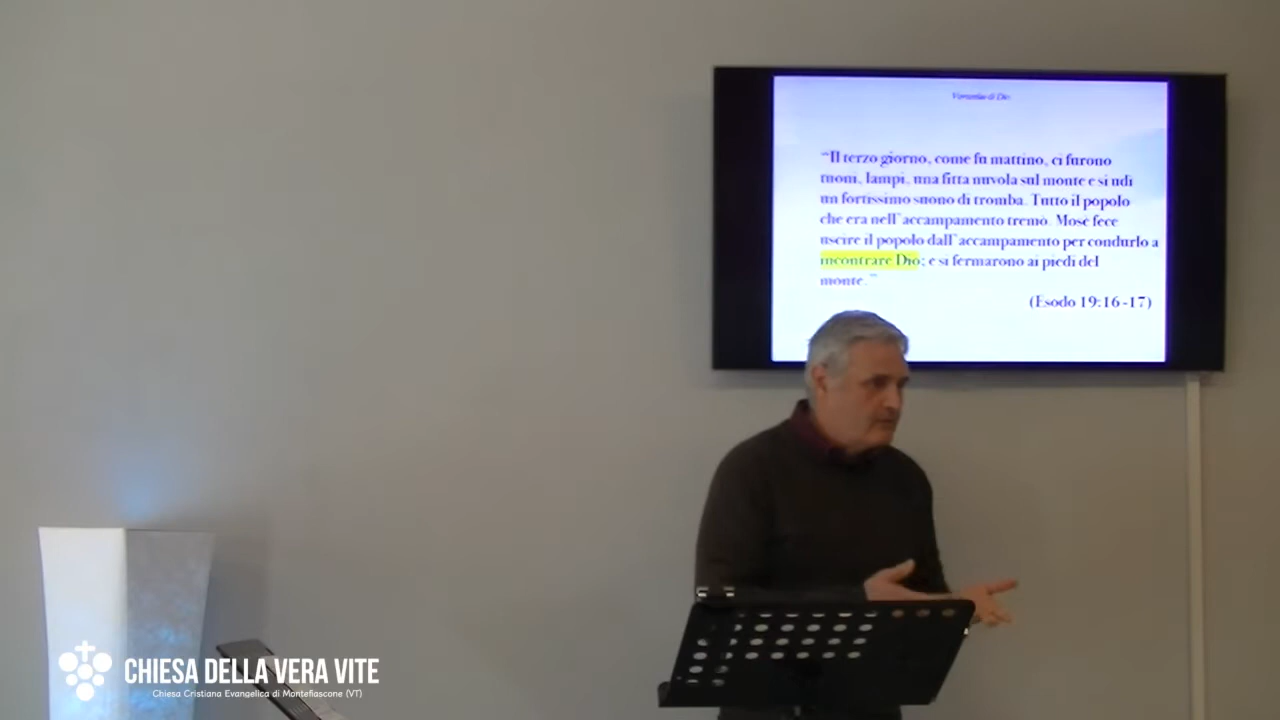 di Dio
“Il terzo giorno, come fu mattino, ci furono
tuoni, lampi, una fitta nuvola sul monte e si udì
un fortissimo suono di tromba. Tutto il popolo
che era nell'accampamento tremò. Mosè fece
uscire il popolo dall'accampamento per condurlo a
incontrare Dio; e si fermarono ai piedi del
monte.”
(Esodo 19:16-17)
CHIESA DELLA VERA VITE
Chiesa Cristiana Evangelica di Montefiascone (VT)